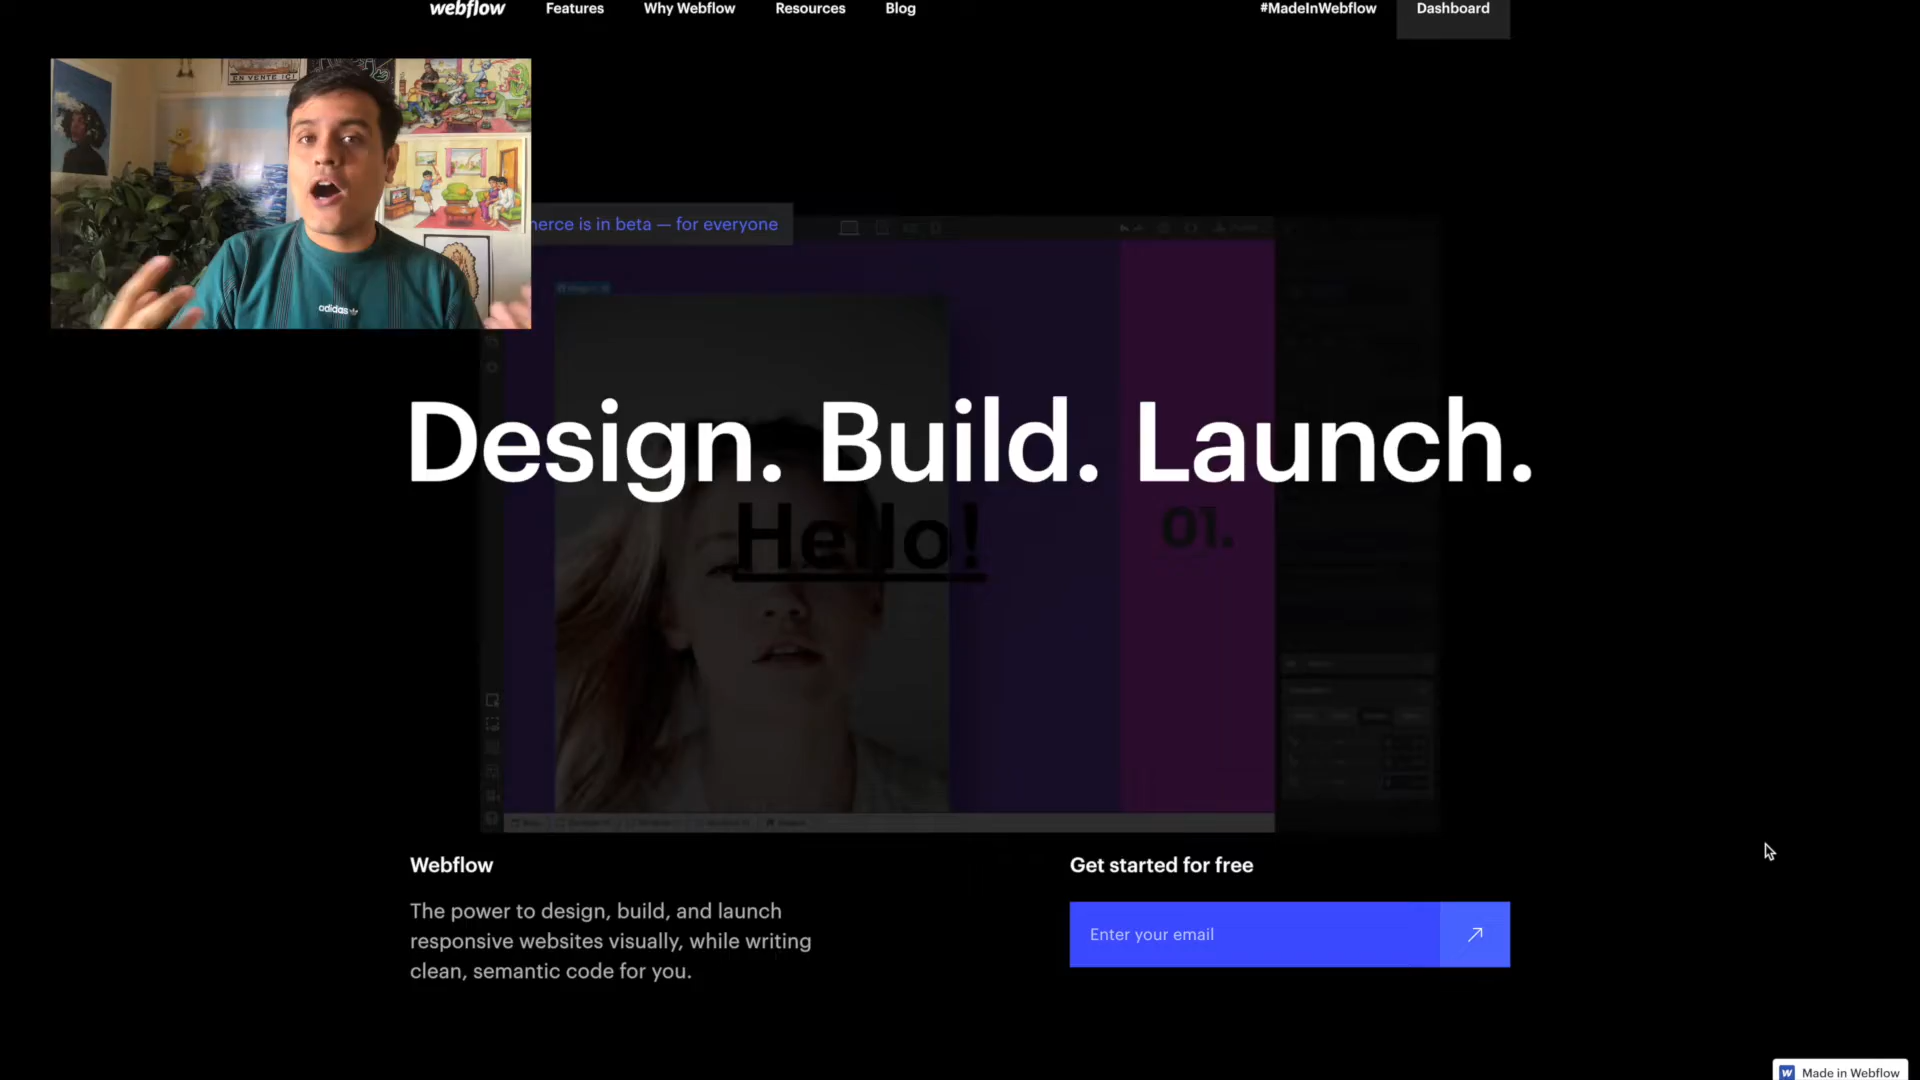 webflow
Features
Why Webflow
Resources
Blog
#MadeInWebflow
Dashboard
EN VENTE ICI
adidas
merce is in beta — for everyone
Design. Build. Launch.
Hello!
01.
Webflow
The power to design, build, and launch
responsive websites visually, while writing
clean, semantic code for you.
Get started for free
Enter your email
Made in Webflow